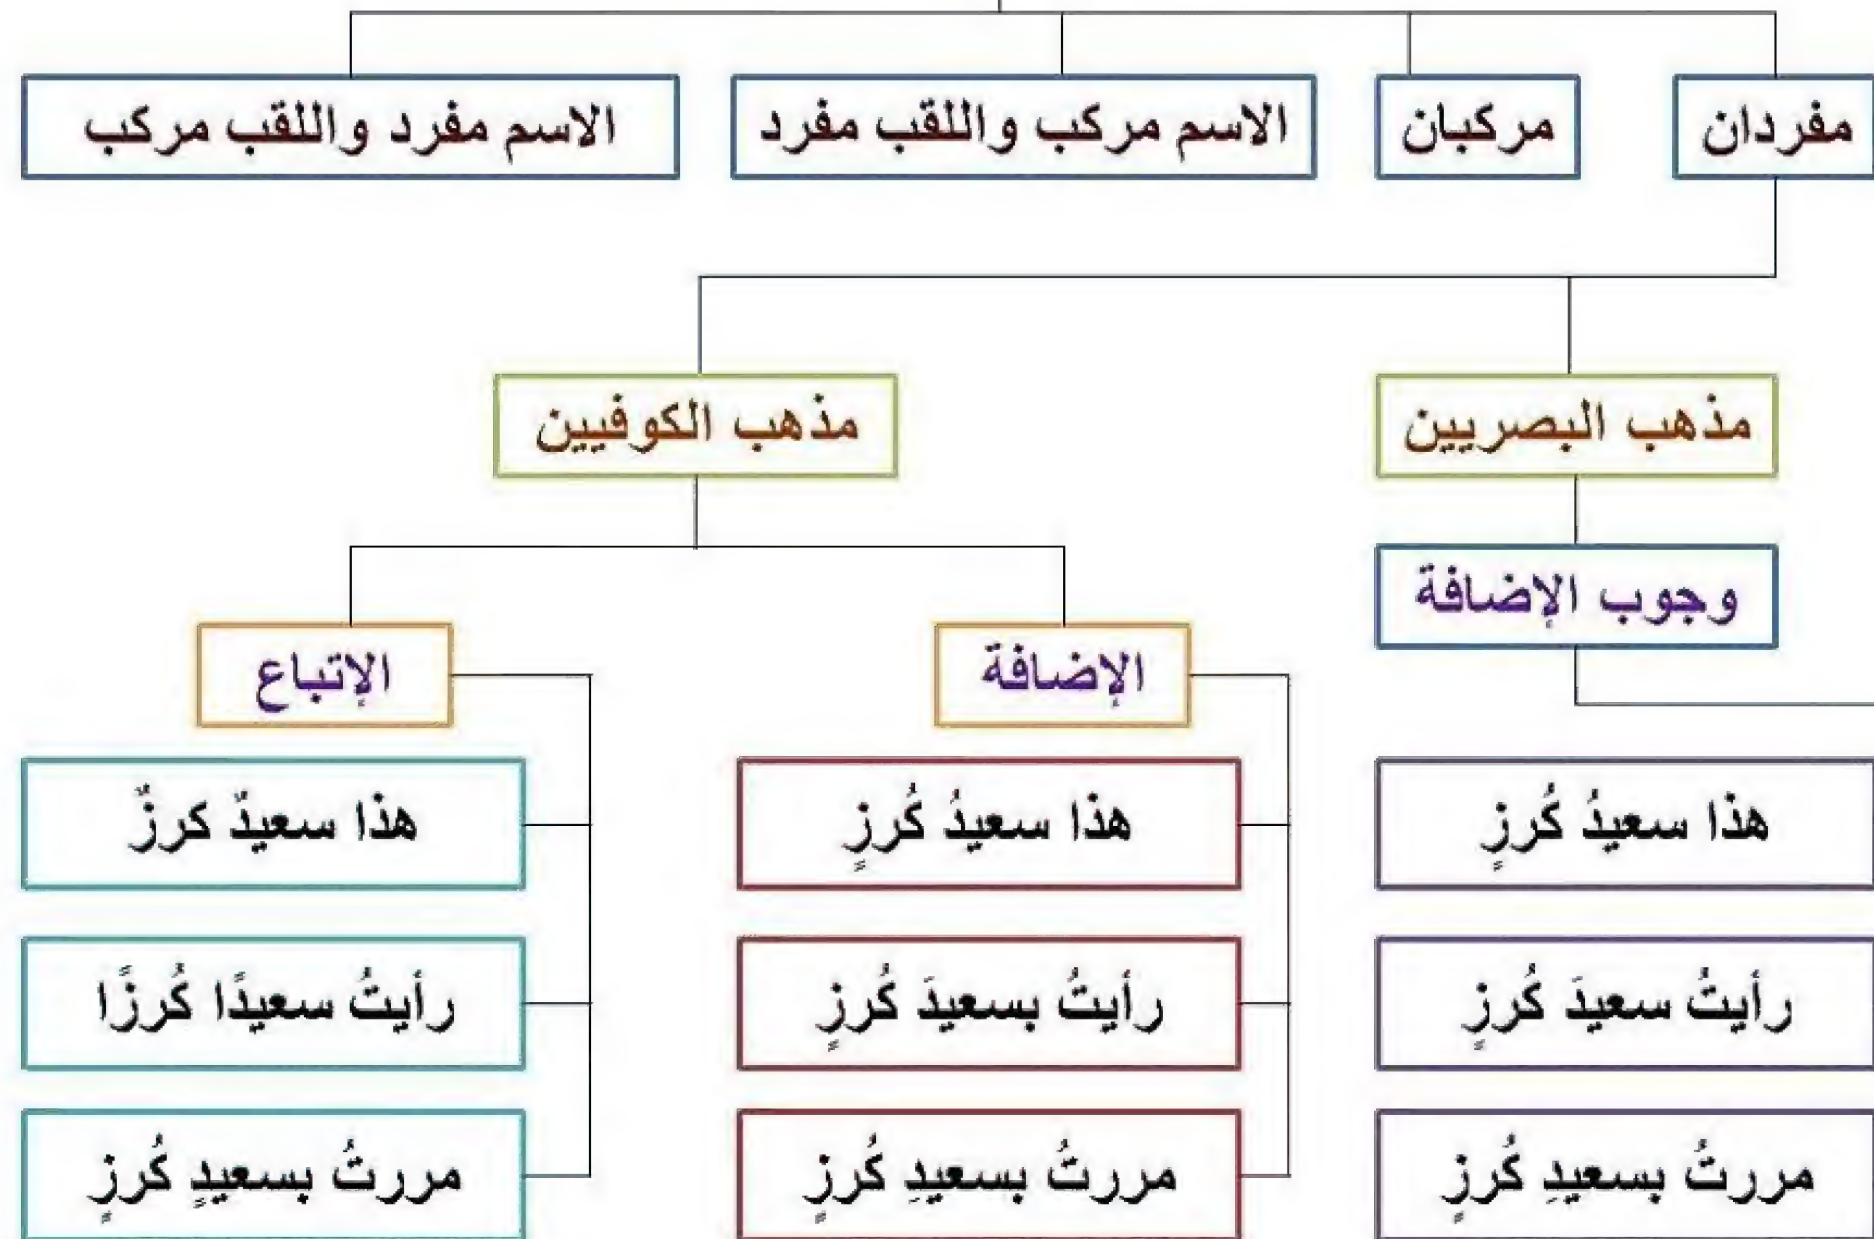 مفردان
مركبان
الاسم مركب واللقب مفرد
الاسم مفرد واللقب مركب
مذهب البصريين
مذهب الكوفيين
وجوب الإضافة
الإضافة
الإتباع
هذا سعيدُ كُرزٍ
هذا سعيدُ كُرزٍ
هذا سعيدٌ كرزٌ
رأيتُ سعيدَ كُرزٍ
رأيتُ بسعيدَ كُرزٍ
رأيتُ سعيدًا كُرزًا
مررتُ بسعيدِ كُرزٍ
مررتُ بسعيدِ كُرزٍ
مررتُ بسعيدٍ كُرزٍ